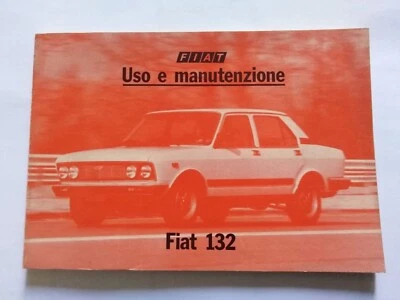 FIAT
Uso e manutenzione
Fiat 132